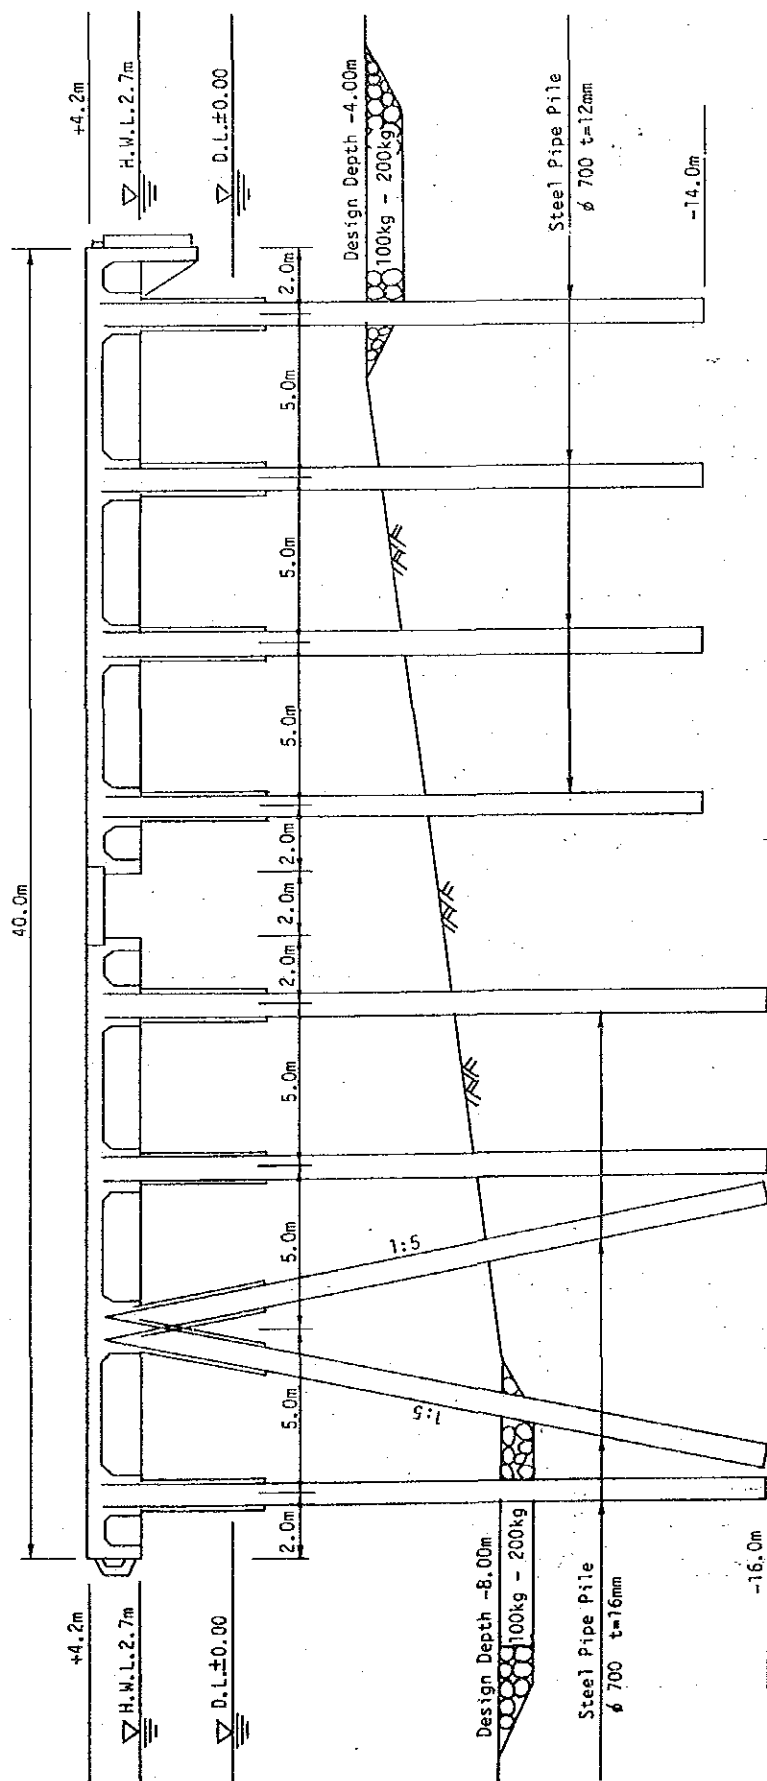 40.0m
+4.2m
H.W.L.2.7m
D.L.±0.00
Design Depth -8.00m
100kg - 200kg
Steel Pipe Pile
ø 700 t=16mm
-16.0m
2.0m
5.0m
5.0m
5.0m
2.0m
2.0m
2.0m
5.0m
5.0m
5.0m
2.0m
1:5
1:5
+4.2m
H.W.L.2.7m
D.L.±0.00
Design Depth -4.00m
100kg - 200kg
Steel Pipe Pile
ø 700 t=12mm
-14.0m